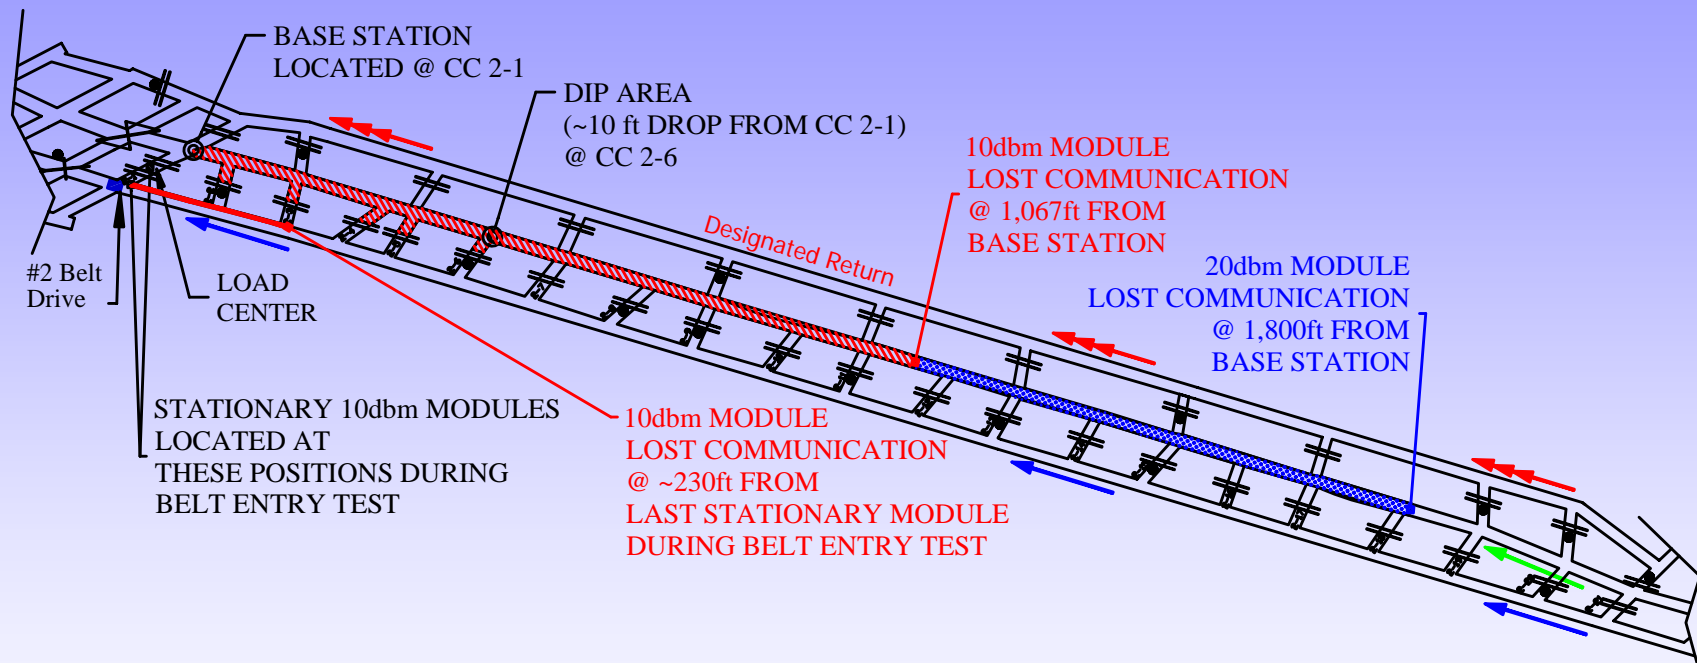 BASE STATION
LOCATED @ CC 2-1
DIP AREA
(~10 ft DROP FROM CC 2-1)
@ CC 2-6
10dbm MODULE
LOST COMMUNICATION
@ 1,067ft FROM
BASE STATION
Designated Return
20dbm MODULE
LOST COMMUNICATION
@ 1,800ft FROM
BASE STATION
#2 Belt
Drive
LOAD
CENTER
STATIONARY 10dbm MODULES
LOCATED AT
THESE POSITIONS DURING
BELT ENTRY TEST
10dbm MODULE
LOST COMMUNICATION
@ ~230ft FROM
LAST STATIONARY MODULE
DURING BELT ENTRY TEST